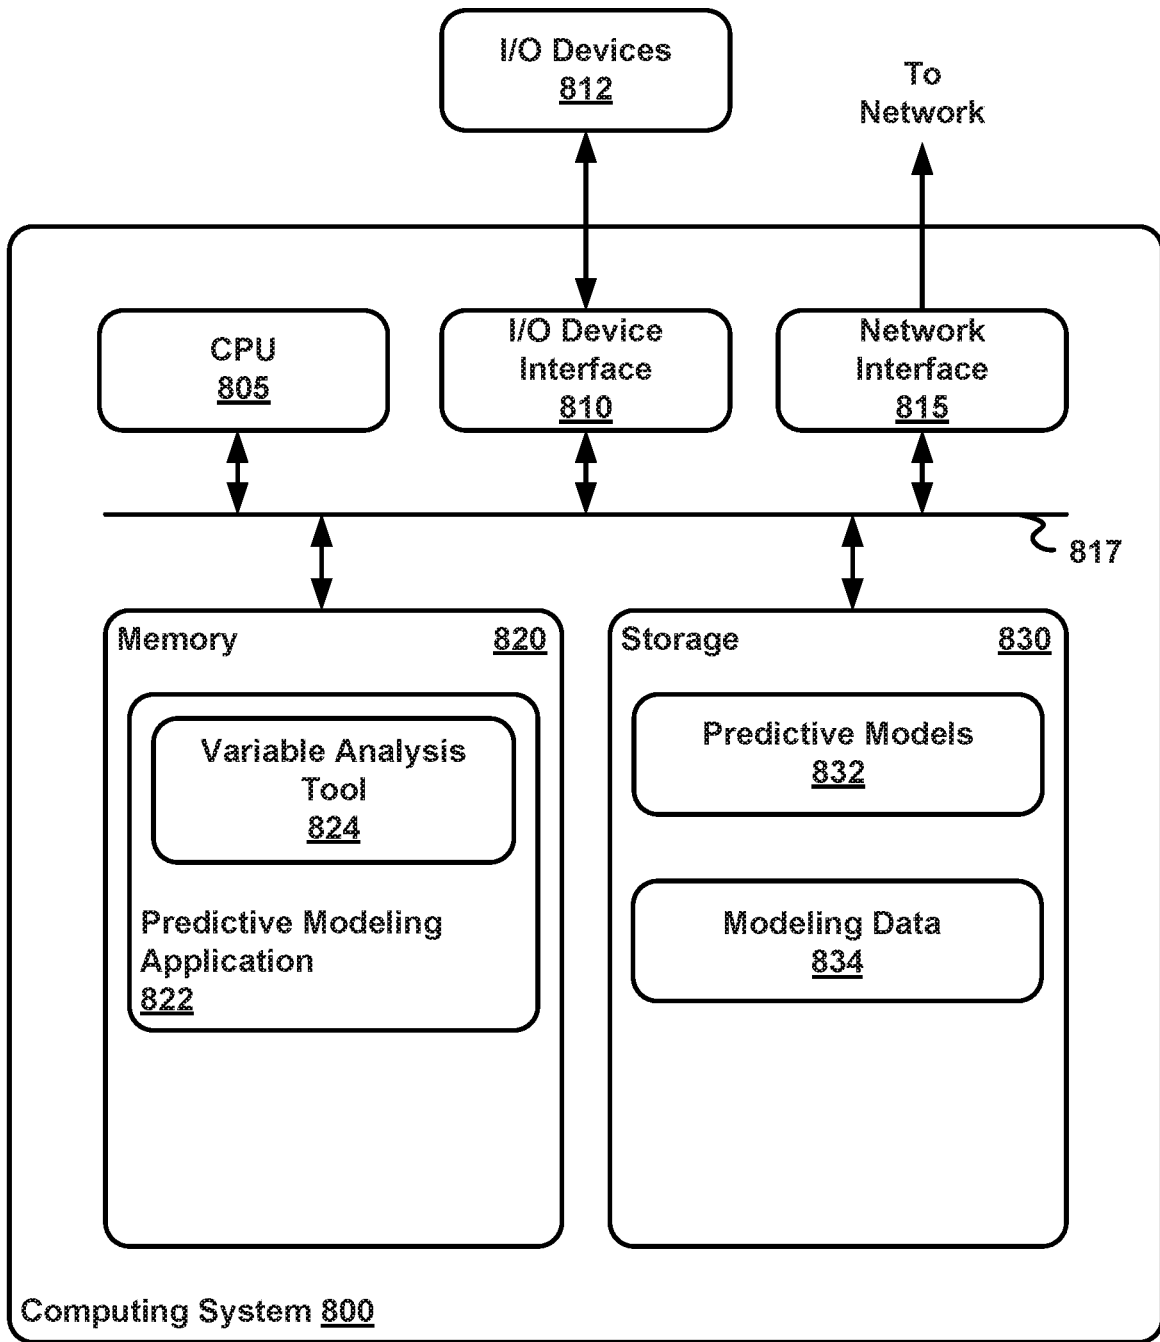 I/O Devices
812
To
Network
CPU
805
I/O Device
Interface
810
Network
Interface
815
817
Memory
820
Variable Analysis
Tool
824
Predictive Modeling
Application
822
Storage
830
Predictive Models
832
Modeling Data
834
Computing System 800